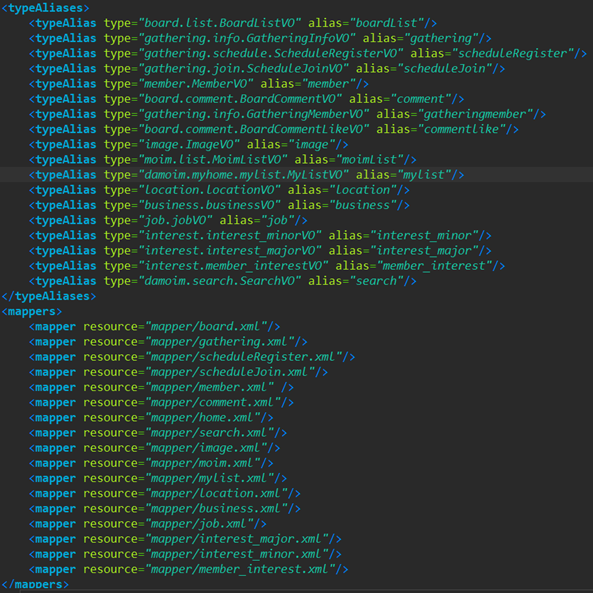 <typeAliases>
<typeAlias type="board.list.BoardListVO" alias="boardList"/>
<typeAlias type="gathering.info.GatheringInfoVO" alias="gathering"/>
<typeAlias type="gathering.schedule.ScheduleRegisterVO" alias="scheduleRegister"/>
<typeAlias type="gathering.join.ScheduleJoinVO" alias="scheduleJoin"/>
<typeAlias type="member.MemberVO" alias="member"/>
<typeAlias type="board.comment.BoardCommentVO" alias="comment"/>
<typeAlias type="gathering.info.GatheringMemberVO" alias="gatheringmember"/>
<typeAlias type="board.comment.BoardCommentLikeVO" alias="commentlike"/>
<typeAlias type="image.ImageVO" alias="image"/>
<typeAlias type="moim.list.MoimListVO" alias="moimList"/>
<typeAlias type="damoim.myhome.mylist.MyListVO" alias="mylist"/>
<typeAlias type="location.locationVO" alias="Location"/>
<typeAlias type="business.businessVO" alias="business"/>
<typeAlias type="job.jobVO" alias="job"/>
<typeAlias type="interest.interest_minorVO" alias="interest_minor"/>
<typeAlias type="interest.interest_majorVO" alias="interest_major"/>
<typeAlias type="interest.member_interestVO" alias="member_interest"/>
<typeAlias type="damoim.search.SearchVO" alias="search"/>
</typeAliases>
<mappers>
<mapper resource="mapper/board.xml"/>
<mapper resource="mapper/gathering.xml"/>
<mapper resource="mapper/scheduleRegister.xml"/>
<mapper resource="mapper/scheduleJoin.xml"/>
<mapper resource="mapper/member.xml" />
<mapper resource="mapper/comment.xml"/>
<mapper resource="mapper/home.xml"/>
<mapper resource="mapper/search.xml"/>
<mapper resource="mapper/image.xml"/>
<mapper resource="mapper/moim.xml"/>
<mapper resource="mapper/mylist.xml"/>
<mapper resource="mapper/Location.xml"/>
<mapper resource="mapper/business.xml"/>
<mapper resource="mapper/job.xml"/>
<mapper resource="mapper/interest_major.xml"/>
<mapper resource="mapper/interest_minor.xml"/>
<mapper resource="mapper/member_interest.xml"/>
</mappers>